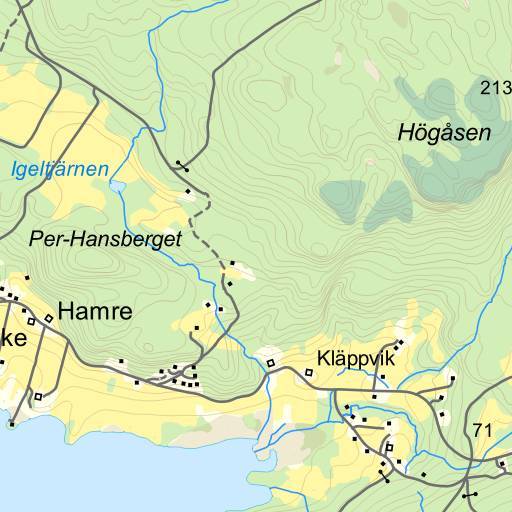 213
Högåsen
Igeltjärnen
Per-Hansberget
Hamre
ke
Kläppvik
71